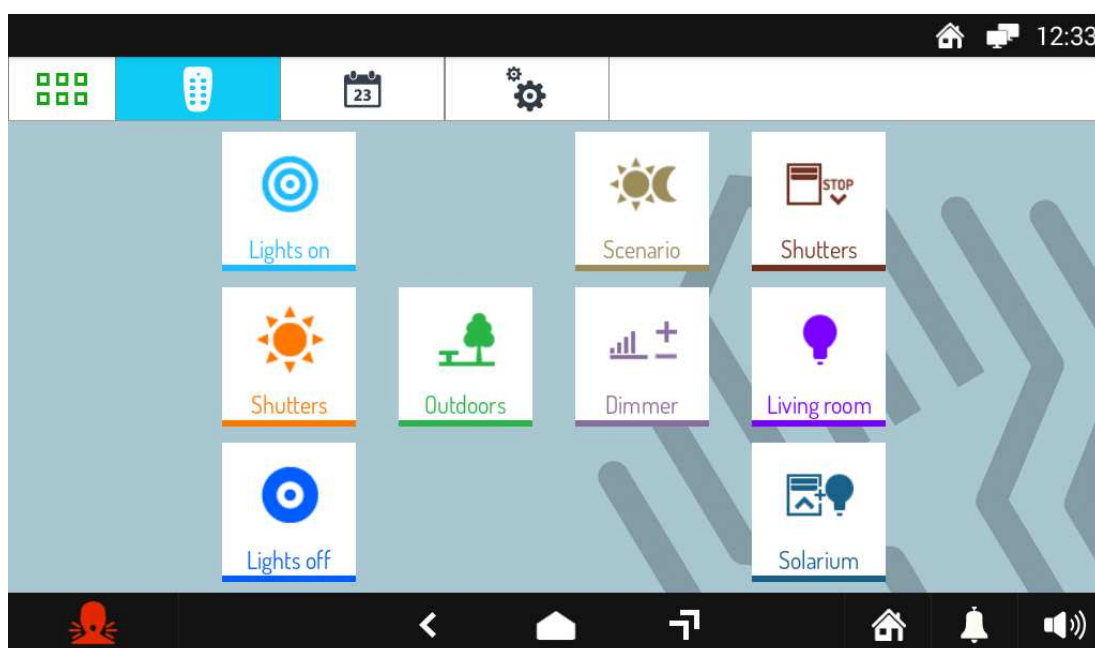 12:33
23
Lights on
Scenario
STOP
Shutters
Shutters
Outdoors
Dimmer
Living room
Lights off
Solarium